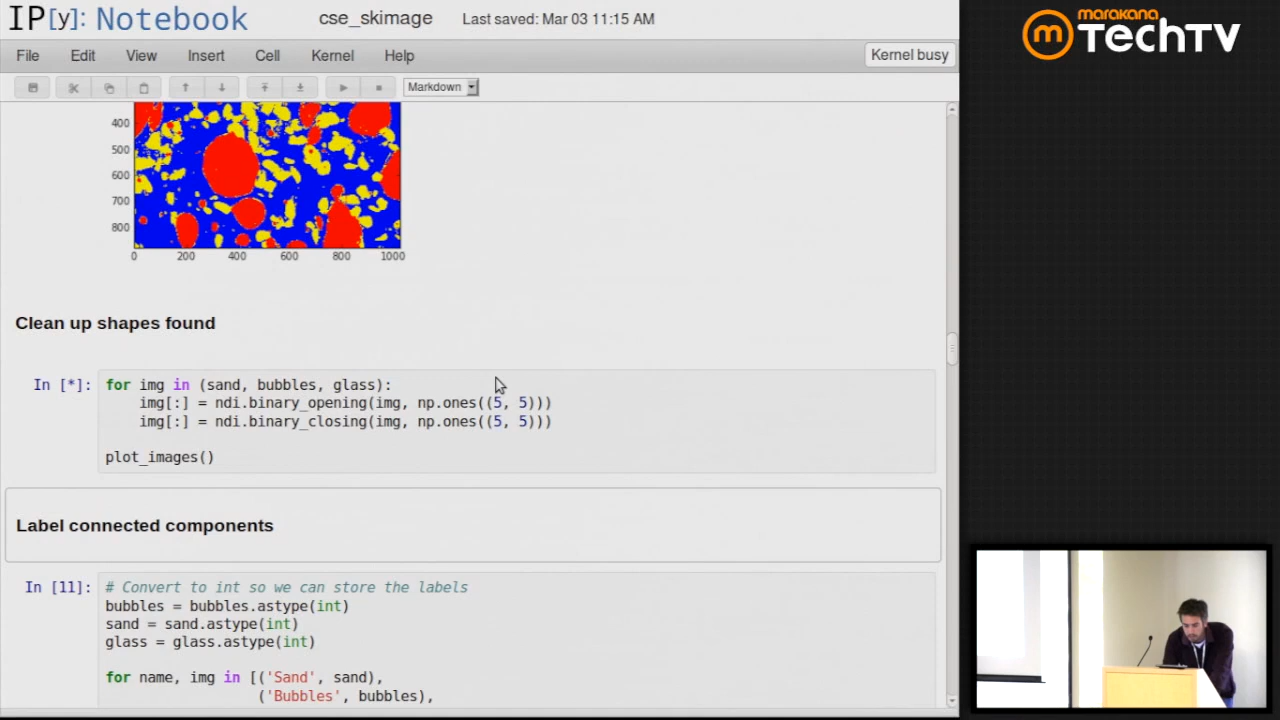 IP[y]: Notebook cse_skimage Last saved: Mar 03 11:15 AM
marakana
m TechTV
File Edit View Insert Cell Kernel Help Kernel busy
Markdown
400
500
600
700
800
0 200 400 600 800 1000
Clean up shapes found
In [*]: for img in (sand, bubbles, glass):
img[:] = ndi.binary_opening(img, np.ones((5, 5)))
img[:] = ndi.binary_closing(img, np.ones((5, 5)))
plot_images()
Label connected components
In [11]: # Convert to int so we can store the labels
bubbles = bubbles.astype(int)
sand = sand.astype(int)
glass = glass.astype(int)
for name, img in [('Sand', sand),
('Bubbles', bubbles),